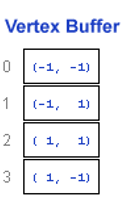 Vertex Buffer
0 (-1, -1)
1 (-1, 1)
2 ( 1, 1)
3 ( 1, -1)